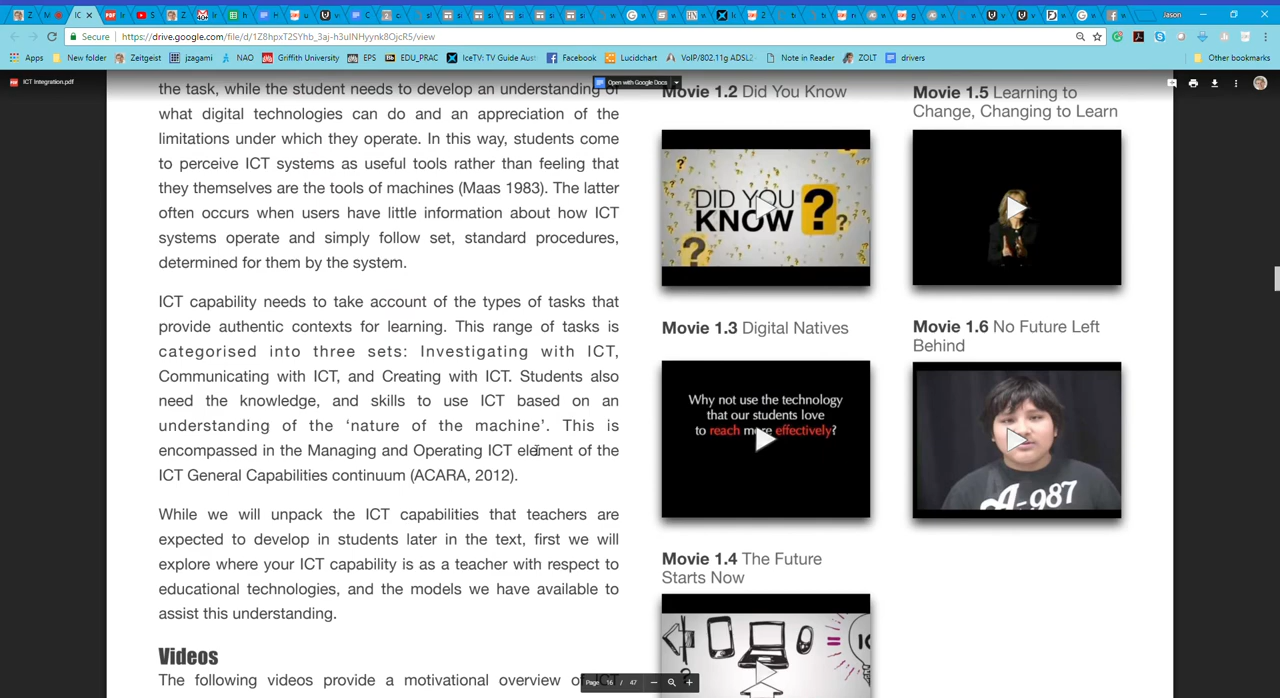 Jason
Secure
https://drive.google.com/file/d/1Z8hpxT2SYhb_3aj-h3ulNHyynk8OjcR5/view
Apps New folder Zeitgeist jzagami NAO Griffith University EPS EDU_PRAC IceTV: TV Guide Aust Facebook Lucidchart VoIP/802.11g ADSL2 Note in Reader ZOLT drivers Other bookmarks
ICT Integration.pdf
Open with Google Docs
the task, while the student needs to develop an understanding of
what digital technologies can do and an appreciation of the
limitations under which they operate. In this way, students come
to perceive ICT systems as useful tools rather than feeling that
they themselves are the tools of machines (Maas 1983). The latter
often occurs when users have little information about how ICT
systems operate and simply follow set, standard procedures,
determined for them by the system.
ICT capability needs to take account of the types of tasks that
provide authentic contexts for learning. This range of tasks is
categorised into three sets: Investigating with ICT,
Communicating with ICT, and Creating with ICT. Students also
need the knowledge, and skills to use ICT based on an
understanding of the ‘nature of the machine’. This is
encompassed in the Managing and Operating ICT element of the
ICT General Capabilities continuum (ACARA, 2012).
While we will unpack the ICT capabilities that teachers are
expected to develop in students later in the text, first we will
explore where your ICT capability is as a teacher with respect to
educational technologies, and the models we have available to
assist this understanding.
Videos
The following videos provide a motivational overview of ICT
Movie 1.2 Did You Know
DID YOU
KNOW ?
Movie 1.3 Digital Natives
Why not use the technology
that our students love
to reach more effectively?
Movie 1.4 The Future
Starts Now
Movie 1.5 Learning to
Change, Changing to Learn
Movie 1.6 No Future Left
Behind
A-987
Page 16 / 47